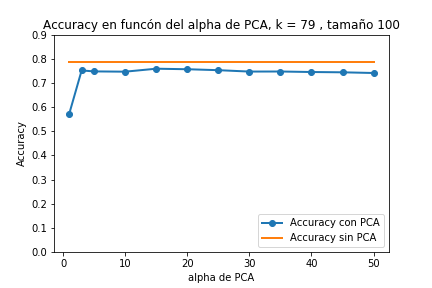 Accuracy en funcón del alpha de PCA, k = 79 , tamaño 100
0.9
0.8
0.7
0.6
0.5
0.4
0.3
0.2
0.1
0.0
Accuracy
Accuracy con PCA
Accuracy sin PCA
0 10 20 30 40 50
alpha de PCA